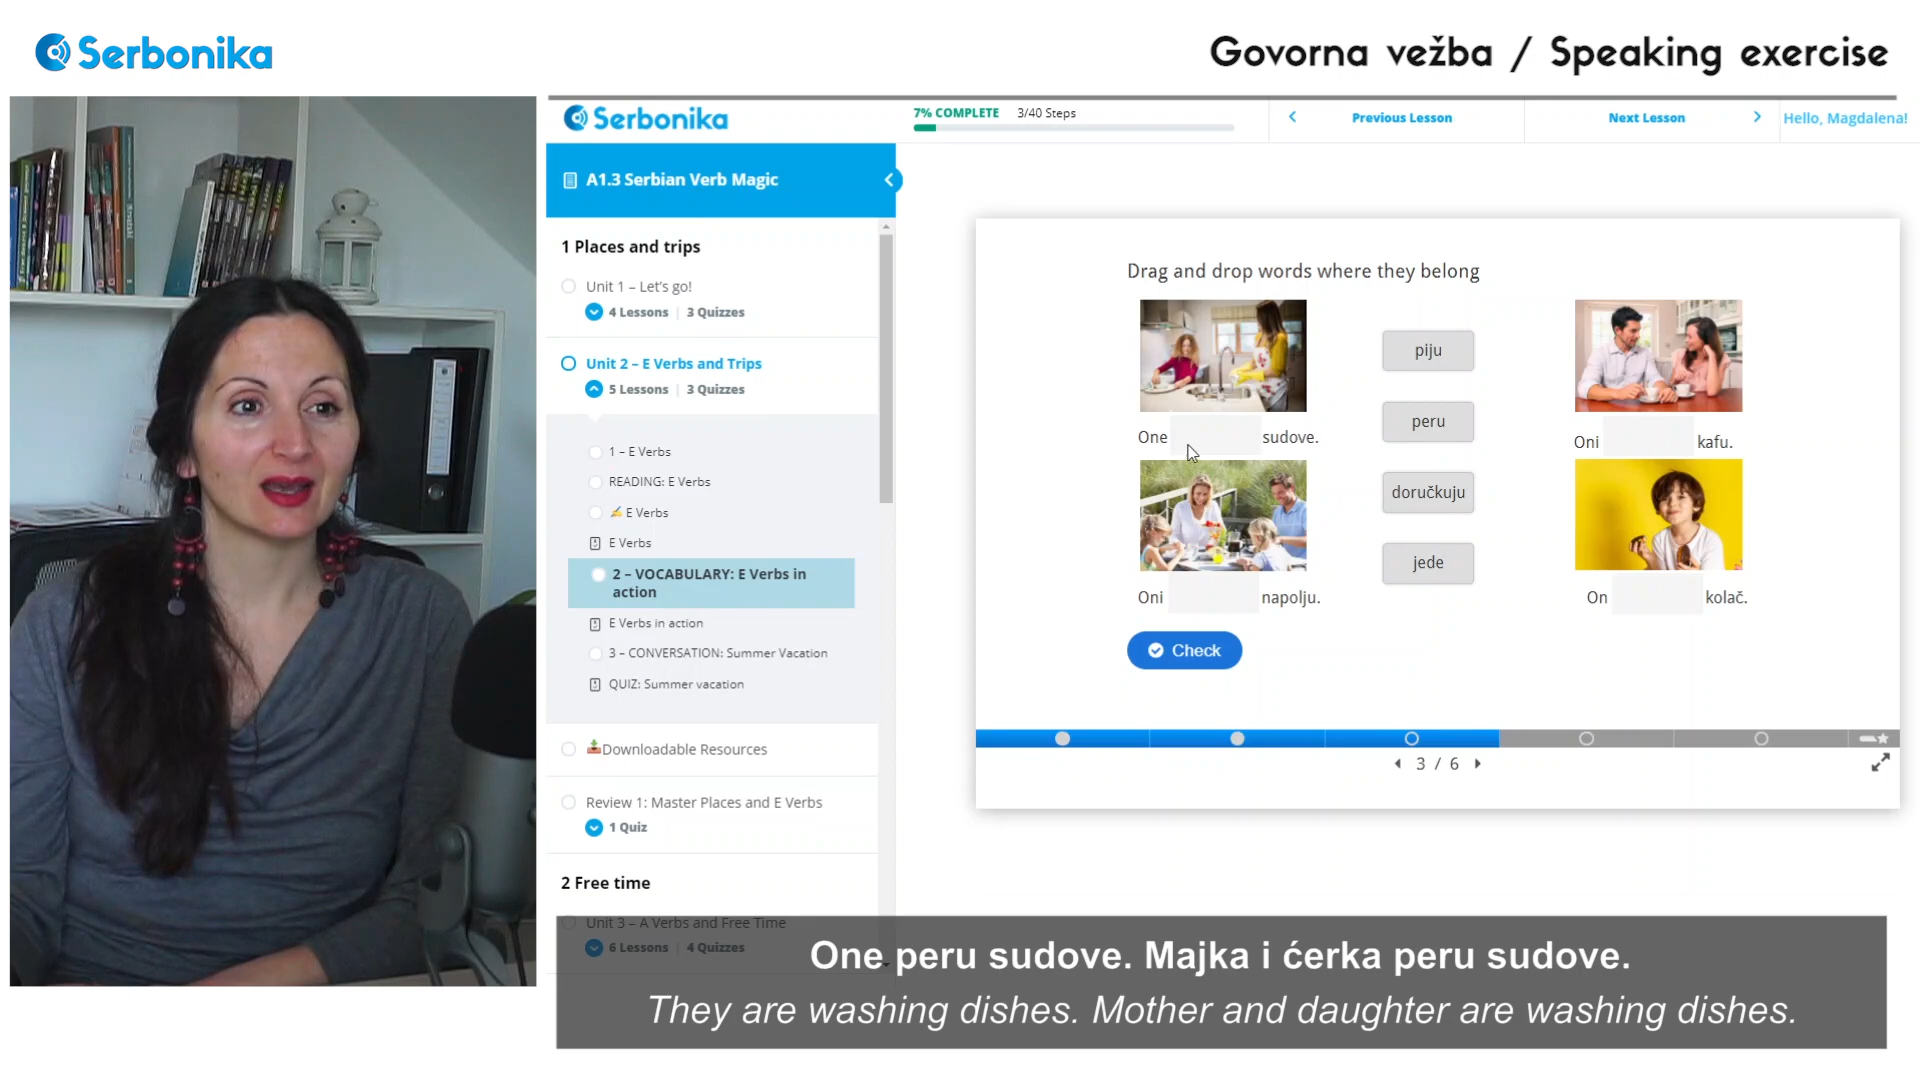 Serbonika
Govorna vežba / Speaking exercise
Serbonika
7% COMPLETE 3/40 Steps
Previous Lesson
Next Lesson
Hello, Magdalena!
A1.3 Serbian Verb Magic
1 Places and trips
Unit 1 – Let's go!
4 Lessons | 3 Quizzes
Unit 2 – E Verbs and Trips
5 Lessons | 3 Quizzes
1 – E Verbs
READING: E Verbs
✍ E Verbs
E Verbs
2 – VOCABULARY: E Verbs in
action
E Verbs in action
3 – CONVERSATION: Summer Vacation
QUIZ: Summer vacation
Downloadable Resources
Review 1: Master Places and E Verbs
1 Quiz
2 Free time
Unit 3 – A Verbs and Free Time
6 Lessons | 4 Quizzes
Drag and drop words where they belong
One sudove.
Oni napolju.
piju
peru
doručkuju
jede
Oni kafu.
On kolač.
Check
3 / 6
One peru sudove. Majka i ćerka peru sudove.
They are washing dishes. Mother and daughter are washing dishes.